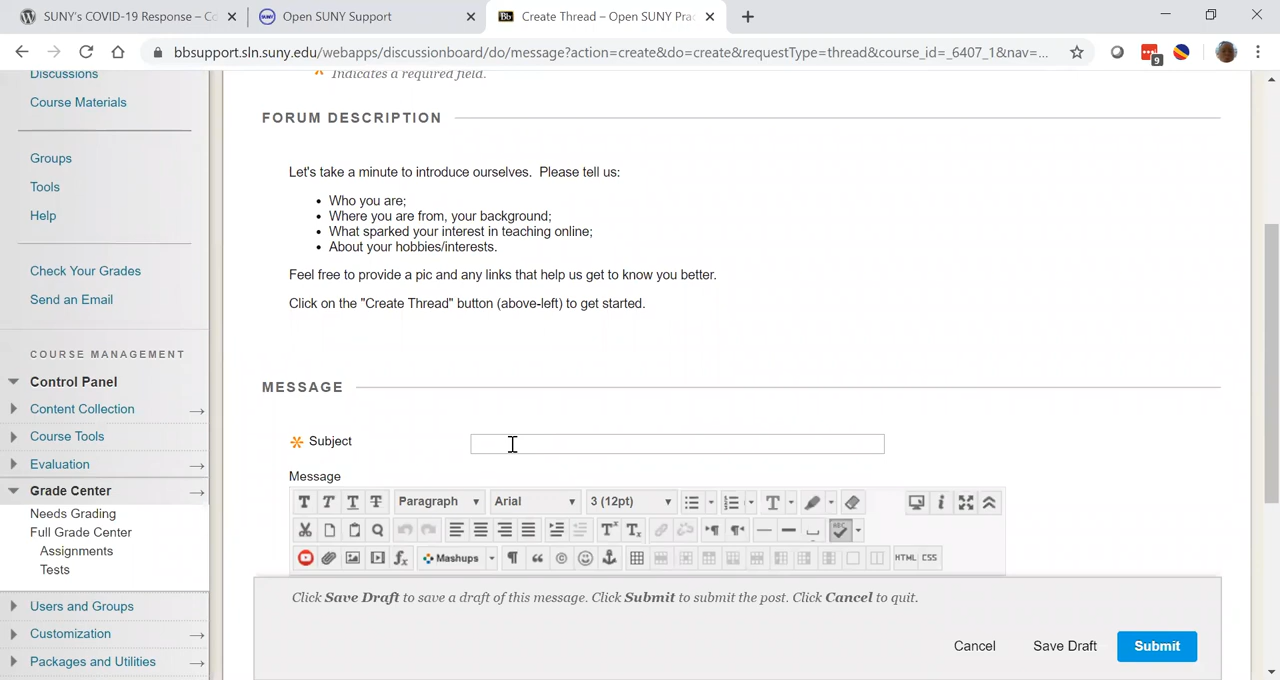 SUNY's COVID-19 Response – Co
Open SUNY Support
Bb Create Thread – Open SUNY Prac
bbsupport.sln.suny.edu/webapps/discussionboard/do/message?action=create&do=create&requestType=thread&course_id=_6407_1&nav=...
9
Discussions
Indicates a required field.
Course Materials
FORUM DESCRIPTION
Groups
Tools
Help
Let's take a minute to introduce ourselves. Please tell us:
Who you are;
Where you are from, your background;
What sparked your interest in teaching online;
About your hobbies/interests.
Feel free to provide a pic and any links that help us get to know you better.
Click on the "Create Thread" button (above-left) to get started.
Check Your Grades
Send an Email
COURSE MANAGEMENT
Control Panel
Content Collection
Course Tools
Evaluation
Grade Center
Needs Grading
Full Grade Center
Assignments
Tests
Users and Groups
Customization
Packages and Utilities
MESSAGE
Subject
Message
T T T T Paragraph Arial 3 (12pt) T
ABC
Mashups HTML CSS
Click Save Draft to save a draft of this message. Click Submit to submit the post. Click Cancel to quit.
Cancel Save Draft Submit